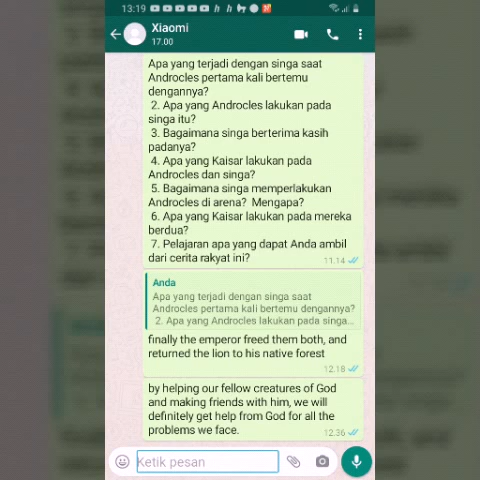 13:19
Xiaomi
17.00
Apa yang terjadi dengan singa saat
Androcles pertama kali bertemu
dengannya?
2. Apa yang Androcles lakukan pada
singa itu?
3. Bagaimana singa berterima kasih
padanya?
4. Apa yang Kaisar lakukan pada
Androcles dan singa?
5. Bagaimana singa memperlakukan
Androcles di arena? Mengapa?
6. Apa yang Kaisar lakukan pada mereka
berdua?
7. Pelajaran apa yang dapat Anda ambil
dari cerita rakyat ini?
11.14
Anda
Apa yang terjadi dengan singa saat
Androcles pertama kali bertemu dengannya?
2. Apa yang Androcles lakukan pada singa...
finally the emperor freed them both, and
returned the lion to his native forest
12.18
by helping our fellow creatures of God
and making friends with him, we will
definitely get help from God for all the
problems we face.
12.36
Ketik pesan